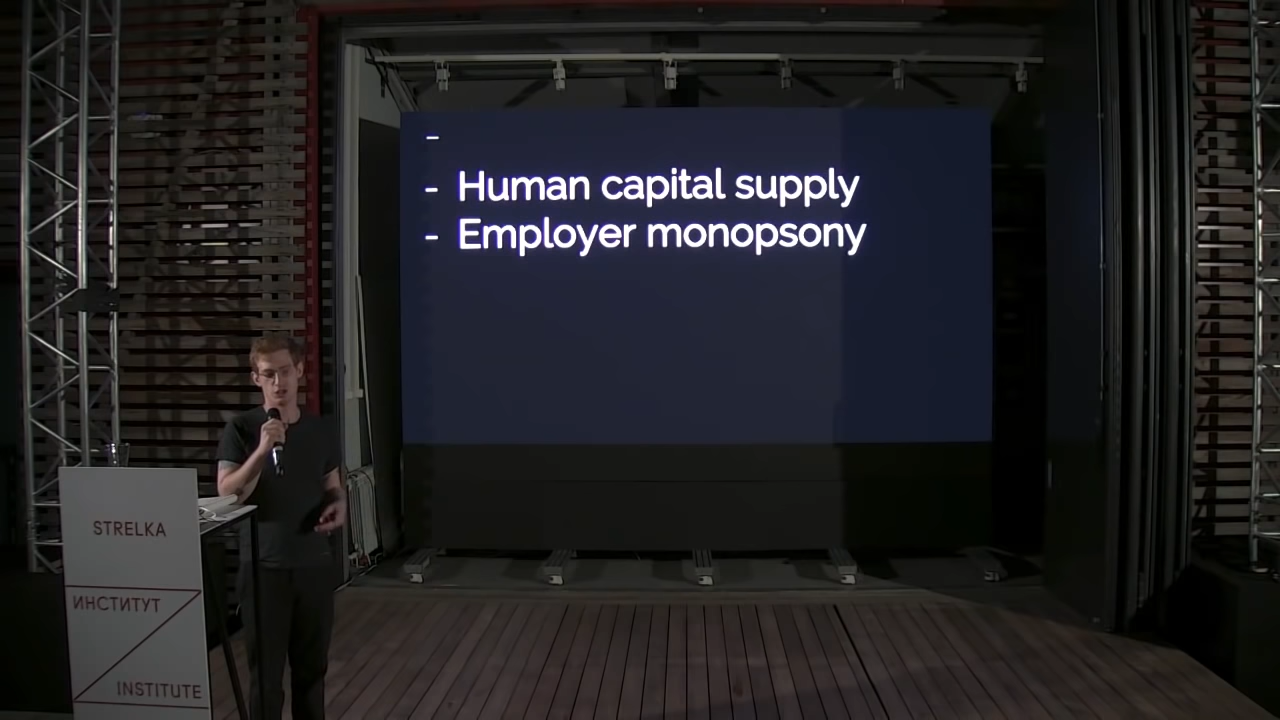 -
- Human capital supply
- Employer monopsony
STRELKA
ИНСТИТУТ
INSTITUTE